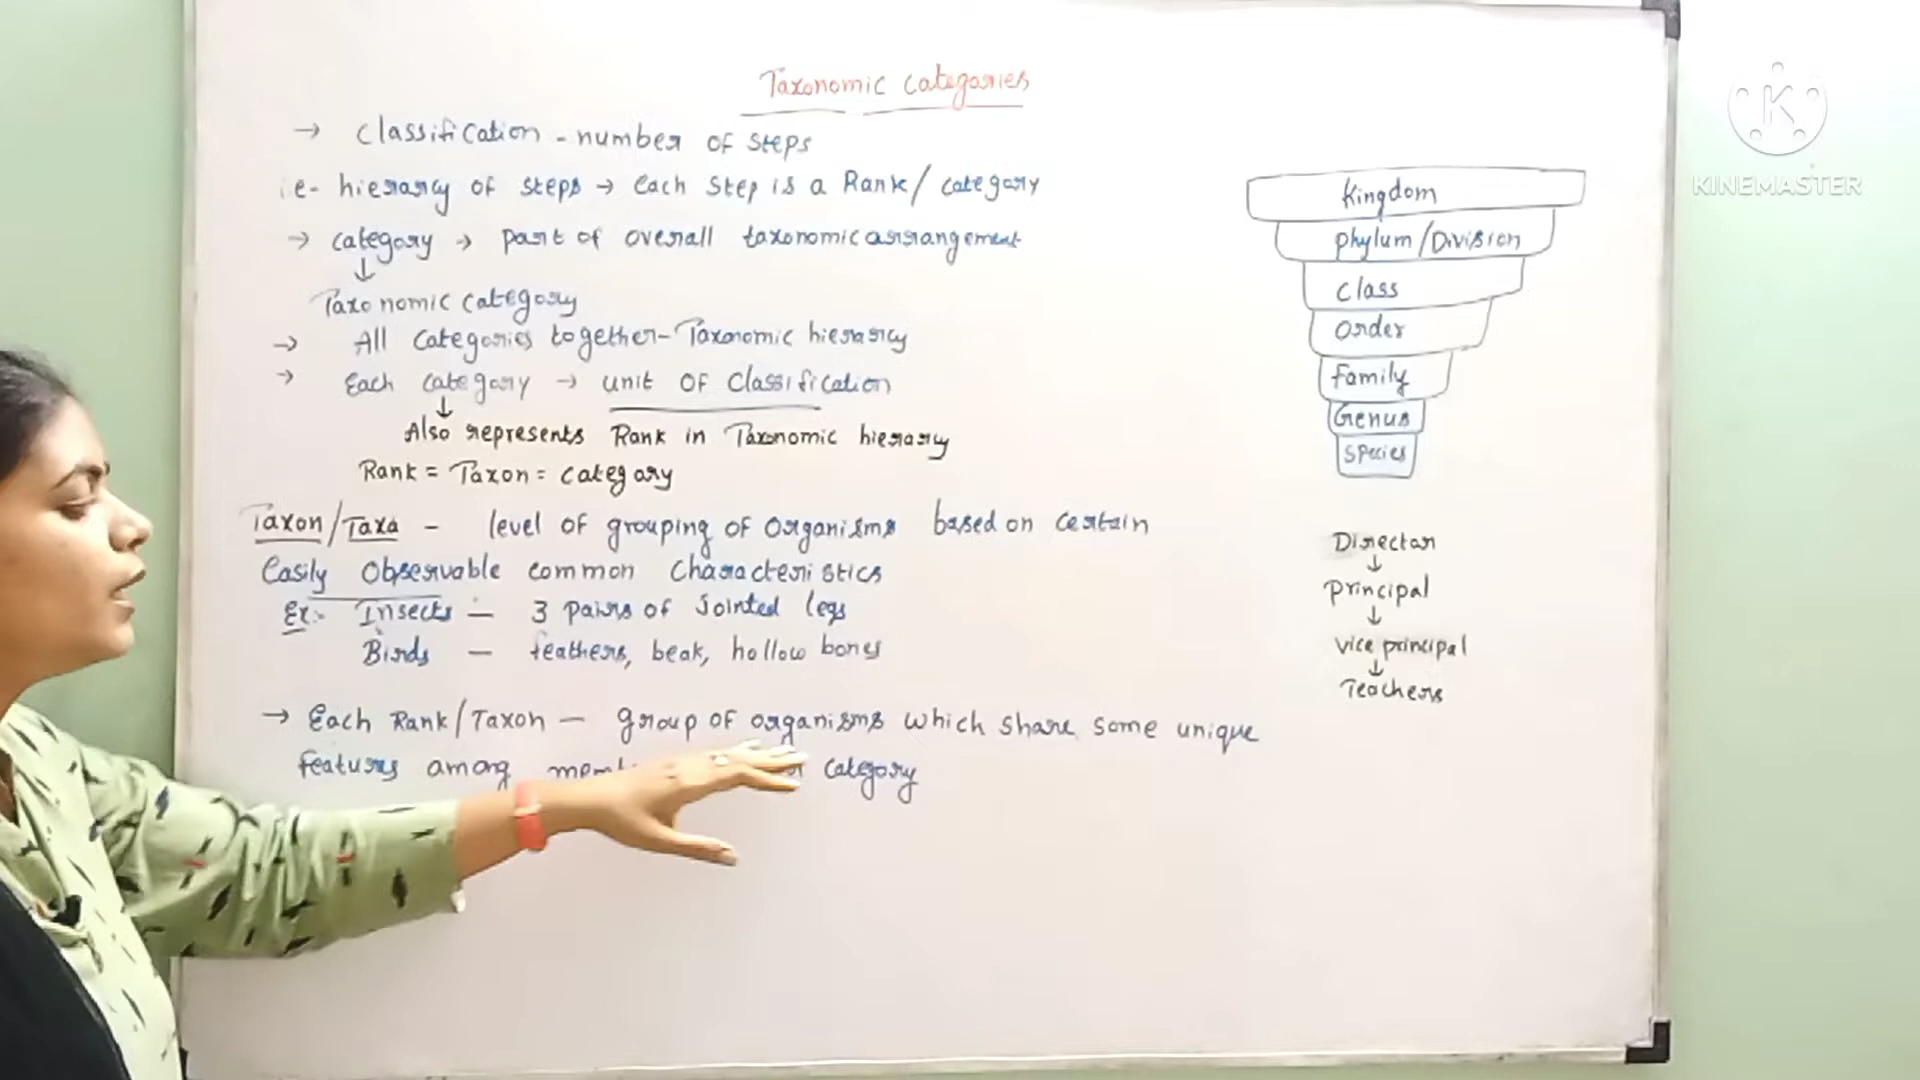 Taxonomic categories
→ Classification - number of steps
i.e- hierarcy of steps → Each Step is a Rank/category
→ category → part of overall taxonomic arrangement
↓
Taxonomic category
→ All Categories together - Taxonomic hierarcy
→ Each category → unit of classification
↓
Also represents Rank in Taxonomic hierarcy
Rank = Taxon = category
Taxon/Taxa - level of grouping of organisms based on certain
Easily Observable common characteristics
Ex:- Insects - 3 pairs of Jointed legs
Birds - feathers, beak, hollow bones
→ Each Rank/Taxon - group of organisms which share some unique
features among category
Kingdom
phylum/Division
class
order
family
Genus
species
Director
↓
principal
↓
vice principal
↓
Teachers
K
KINEMASTER